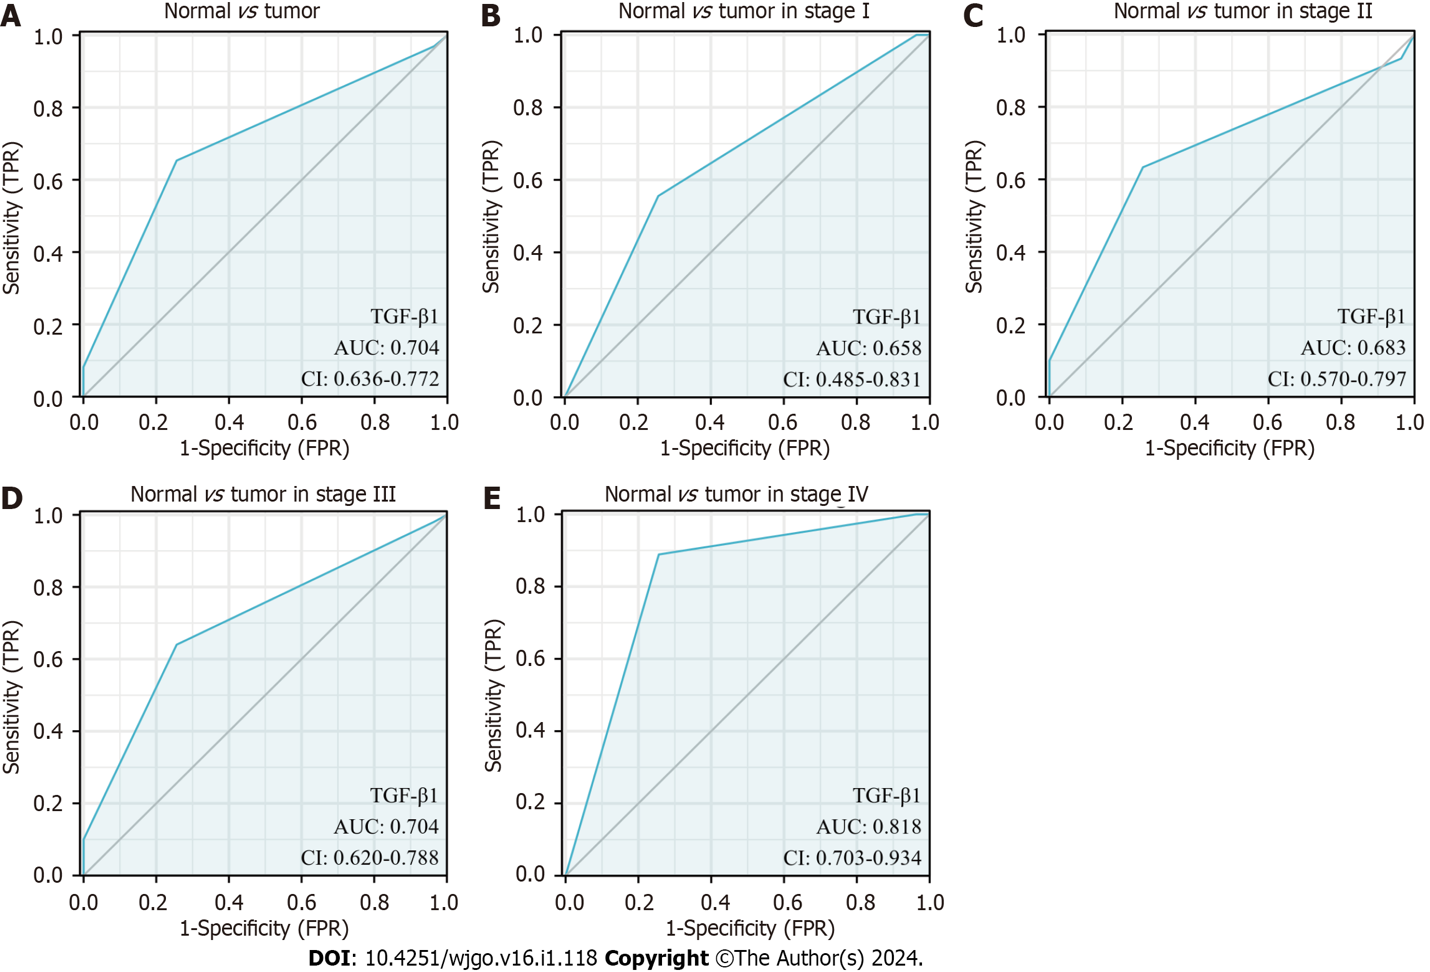 A
Normal vs tumor
1.0
0.8
0.6
0.4
0.2
0.0
Sensitivity (TPR)
TGF-β1
AUC: 0.704
CI: 0.636-0.772
0.0 0.2 0.4 0.6 0.8 1.0
1-Specificity (FPR)
B
Normal vs tumor in stage I
1.0
0.8
0.6
0.4
0.2
0.0
Sensitivity (TPR)
TGF-β1
AUC: 0.658
CI: 0.485-0.831
0.0 0.2 0.4 0.6 0.8 1.0
1-Specificity (FPR)
C
Normal vs tumor in stage II
1.0
0.8
0.6
0.4
0.2
0.0
Sensitivity (TPR)
TGF-β1
AUC: 0.683
CI: 0.570-0.797
0.0 0.2 0.4 0.6 0.8 1.0
1-Specificity (FPR)
D
Normal vs tumor in stage III
1.0
0.8
0.6
0.4
0.2
0.0
Sensitivity (TPR)
TGF-β1
AUC: 0.704
CI: 0.620-0.788
0.0 0.2 0.4 0.6 0.8 1.0
1-Specificity (FPR)
E
Normal vs tumor in stage IV
1.0
0.8
0.6
0.4
0.2
0.0
Sensitivity (TPR)
TGF-β1
AUC: 0.818
CI: 0.703-0.934
0.0 0.2 0.4 0.6 0.8 1.0
1-Specificity (FPR)
DOI: 10.4251/wjgo.v16.i1.118 Copyright ©The Author(s) 2024.